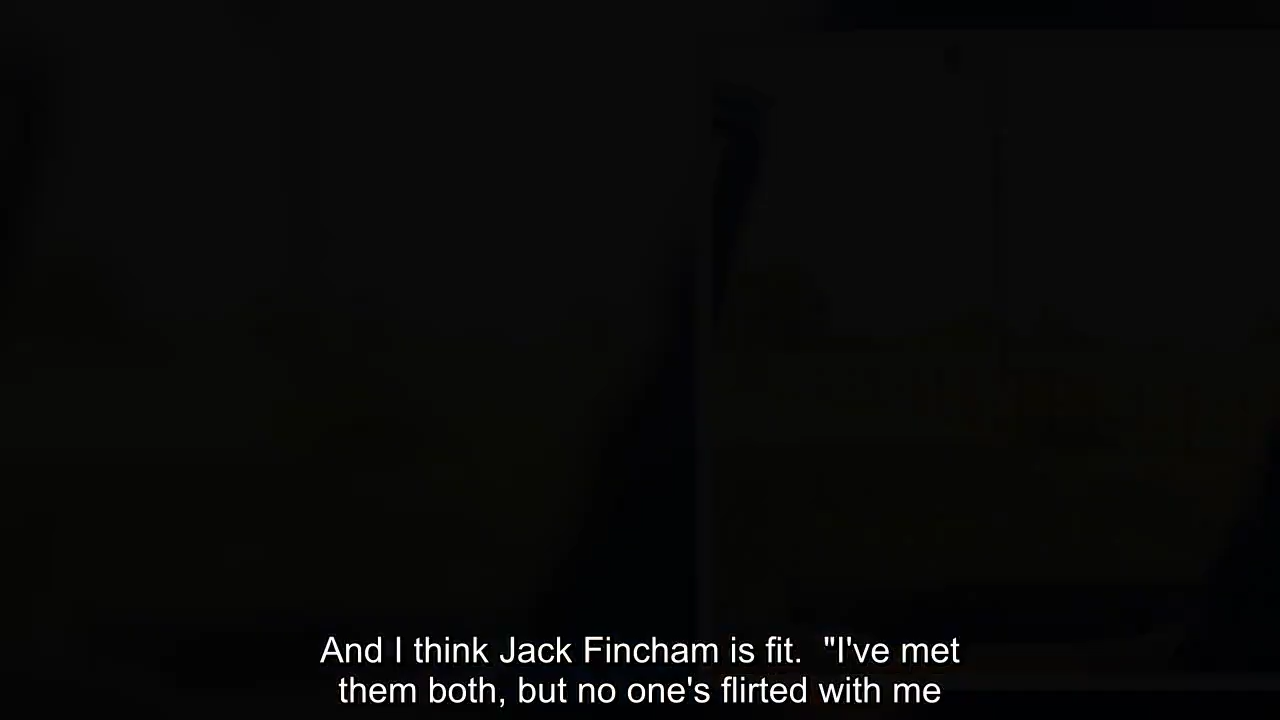 And I think Jack Fincham is fit.  "I've met
them both, but no one's flirted with me